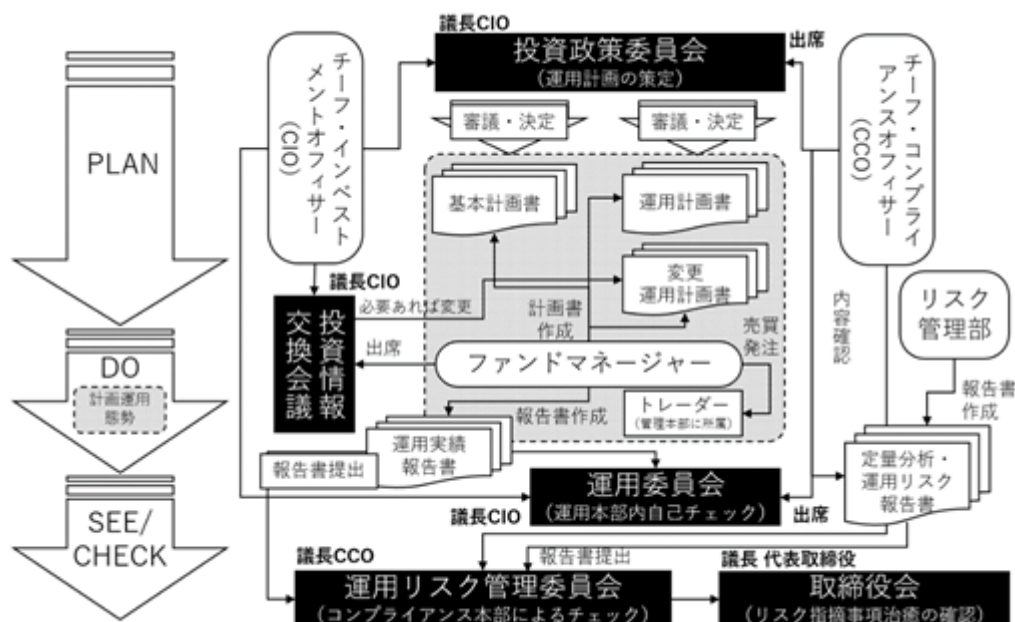 議長CIO
投資政策委員会
(運用計画の策定)
出席
チーフ・インベスト
メントオフィサー
(CIO)
チーフ・コンプライ
アンスオフィサー
(CCO)
審議・決定
審議・決定
PLAN
基本計画書
運用計画書
変更
運用計画書
議長CIO
必要あれば変更
計画書
作成
売買
発注
内容確認
リスク
管理部
投資情報
交換会議
出席
ファンドマネージャー
DO
計画運用
態勢
報告書作成
トレーダー
(管理本部に所属)
報告書
作成
運用実績
報告書
報告書提出
定量分析・
運用リスク
報告書
運用委員会
(運用本部内自己チェック)
議長CIO
出席
SEE/
CHECK
議長CCO
報告書提出
議長 代表取締役
運用リスク管理委員会
(コンプライアンス本部によるチェック)
取締役会
(リスク指摘事項治癒の確認)